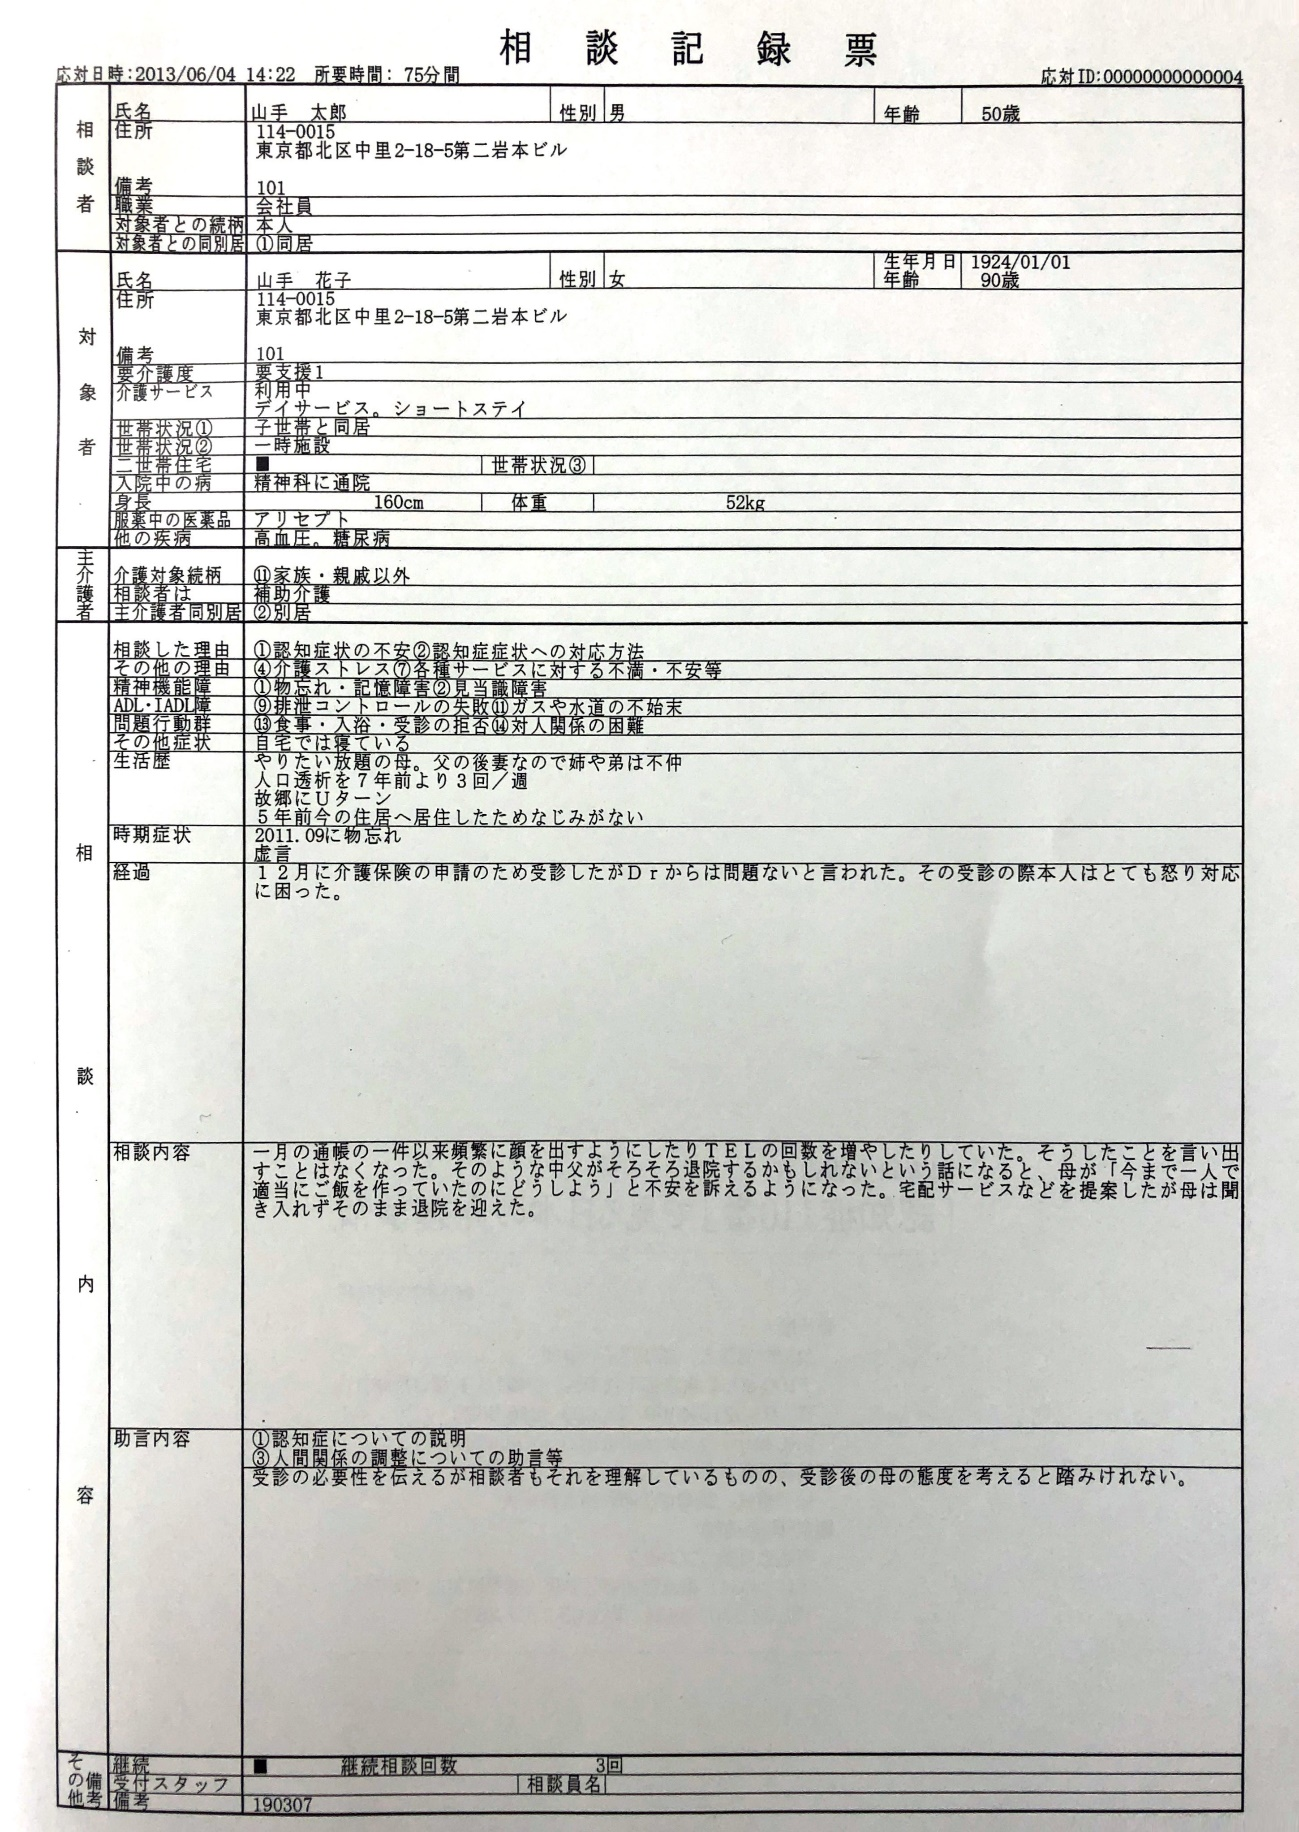 相談記録票
応対日時:2013/06/04 14:22 所要時間: 75分間 応対ID:00000000000004
相談者
氏名 山手 太郎 性別 男 年齢 50歳
住所 114-0015
東京都北区中里2-18-5第二岩本ビル
備考 101
職業 会社員
対象者との続柄 本人
対象者との同別居 ①同居
対象者
生年月日 1924/01/01
氏名 山手 花子 性別 女 年齢 90歳
住所 114-0015
東京都北区中里2-18-5第二岩本ビル
備考 101
要介護度 要支援1
介護サービス 利用中
デイサービス。ショートステイ
世帯状況① 子世帯と同居
世帯状況② 一時施設
二世帯住宅 ■ 世帯状況③
入院中の病 精神科に通院
身長 160cm 体重 52kg
服薬中の医薬品 アリセプト
他の疾病 高血圧。糖尿病
主介護者
介護対象続柄 ⑪家族・親戚以外
相談者は 補助介護
主介護者同別居 ②別居
相談内容
相談した理由 ①認知症状の不安②認知症症状への対応方法
その他の理由 ④介護ストレス⑦各種サービスに対する不満・不安等
精神機能障 ①物忘れ・記憶障害②見当識障害
ADL・IADL障 ⑨排泄コントロールの失敗⑪ガスや水道の不始末
問題行動群 ⑬食事・入浴・受診の拒否⑭対人関係の困難
その他症状 自宅では寝ている
生活歴 やりたい放題の母。父の後妻なので姉や弟は不仲
人口透析を7年前より3回/週
故郷にUターン
5年前今の住居へ居住したためなじみがない
時期症状 2011.09に物忘れ
虚言
経過 12月に介護保険の申請のため受診したがDrからは問題ないと言われた。その受診の際本人はとても怒り対応
に困った。
相談内容 一月の通帳の一件以来頻繁に顔を出すようにしたりTELの回数を増やしたりしていた。そうしたことを言い出
すことはなくなった。そのような中父がそろそろ退院するかもしれないという話になると、母が「今まで一人で
適当にご飯を作っていたのにどうしよう」と不安を訴えるようになった。宅配サービスなどを提案したが母は聞
き入れずそのまま退院を迎えた。
助言内容 ①認知症についての説明
③人間関係の調整についての助言等
受診の必要性を伝えるが相談者もそれを理解しているものの、受診後の母の態度を考えると踏みけれない。
その他備考
継続 ■ 継続相談回数 3回
受付スタッフ 相談員名
備考 190307